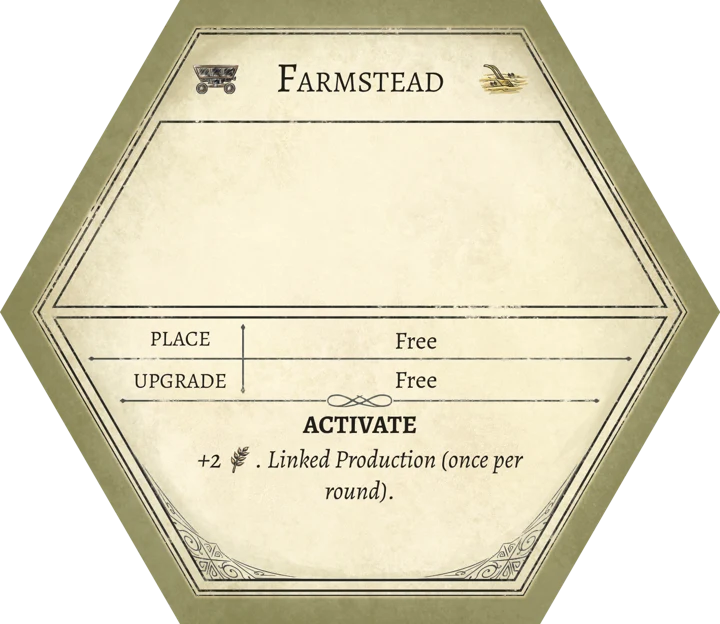 Farmstead
PLACE Free
UPGRADE Free
ACTIVATE
+2 . Linked Production (once per
round).